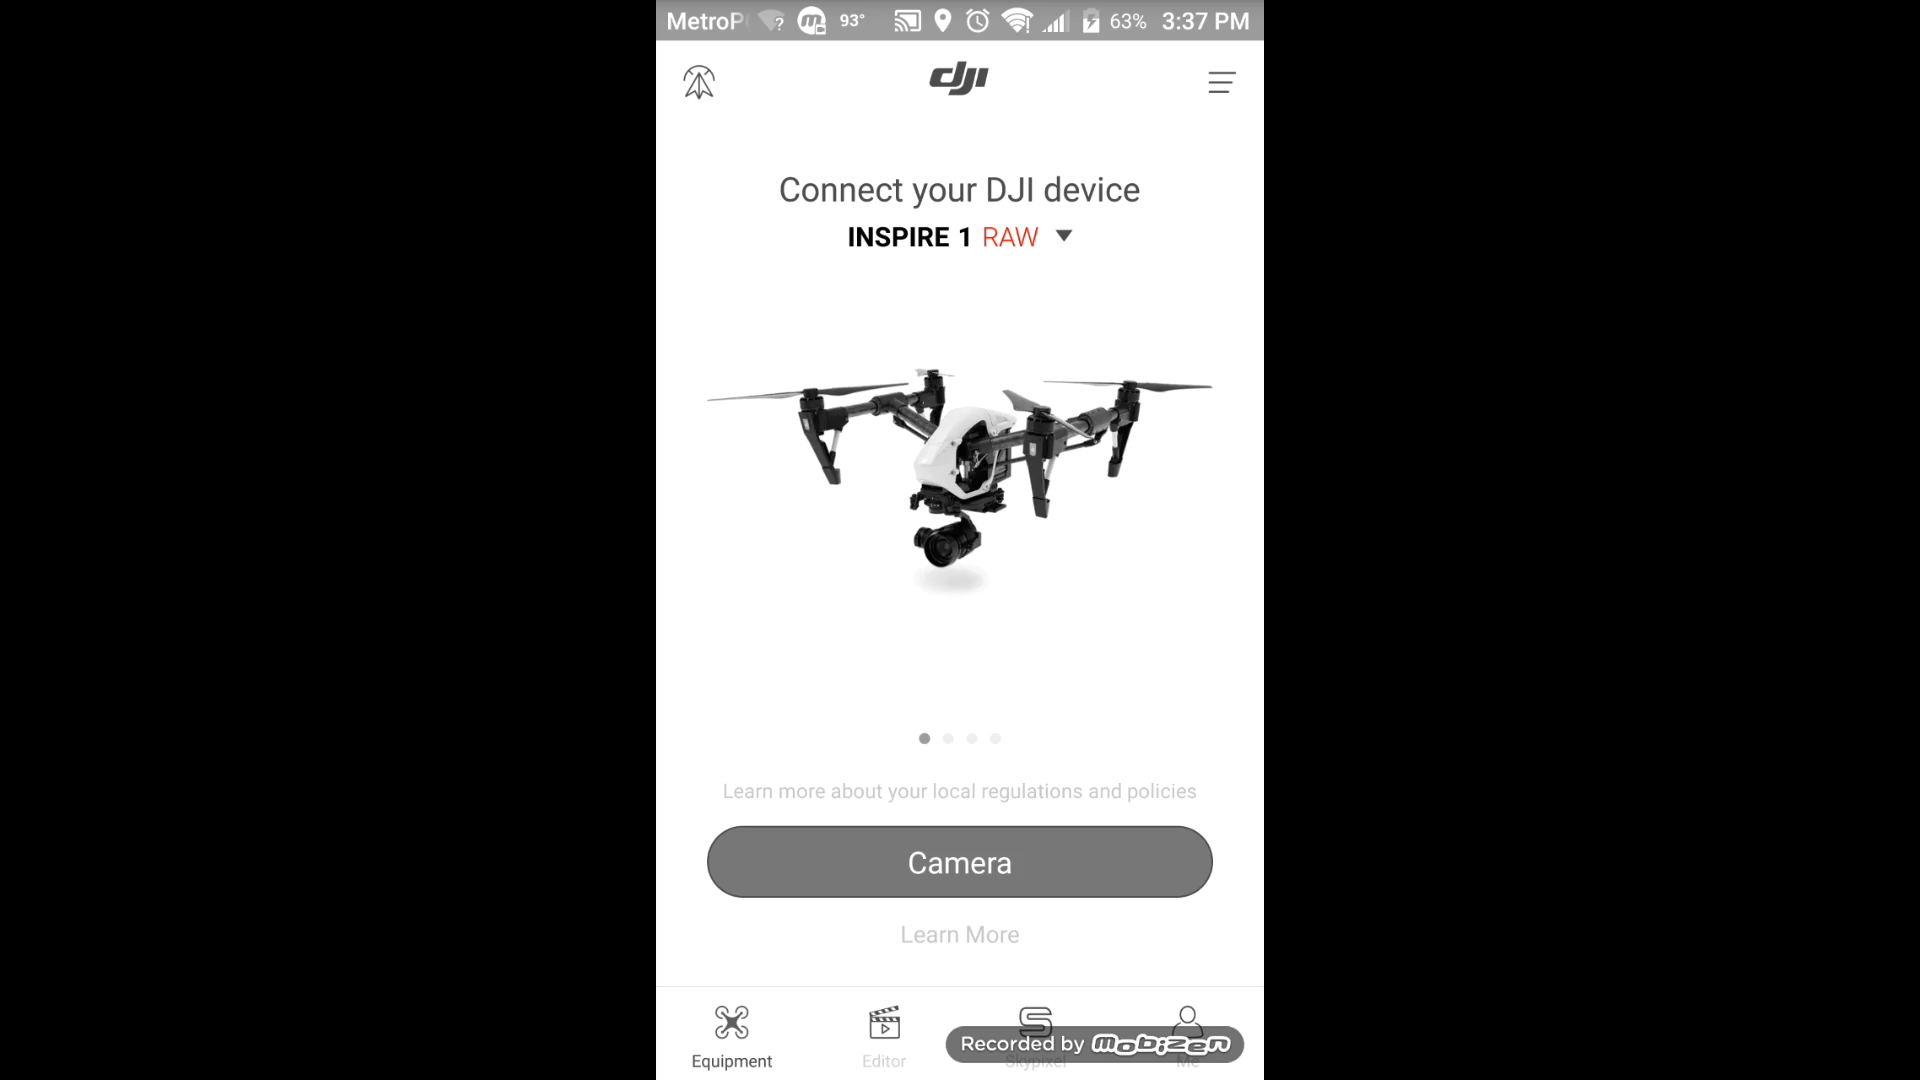 MetroP 93° 63% 3:37 PM
dji
Connect your DJI device
INSPIRE 1 RAW
Learn more about your local regulations and policies
Camera
Learn More
Equipment
Editor
Skypixel
Me
Recorded by mobizen